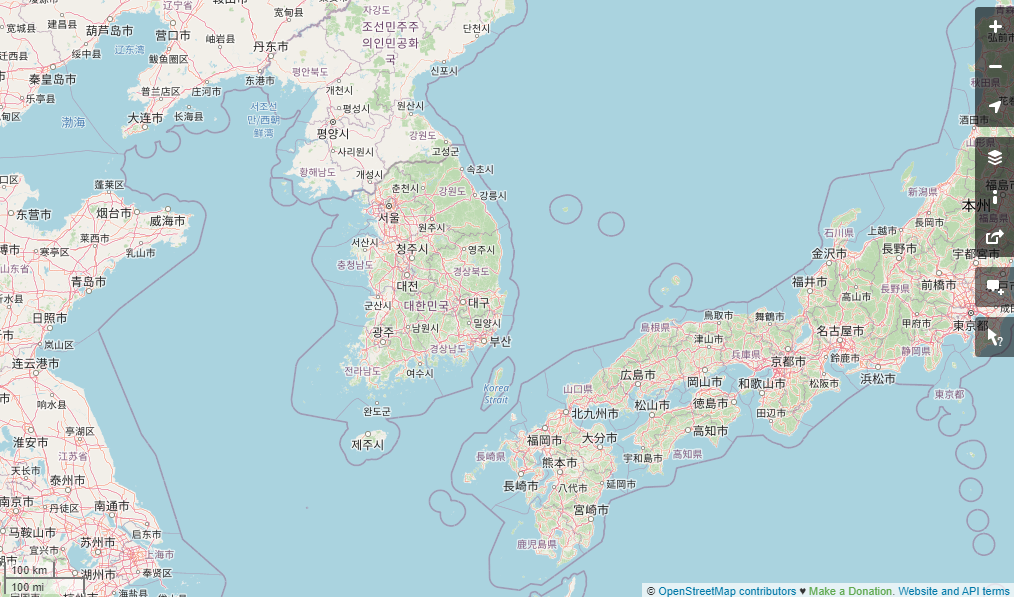 辽宁省
宽甸县
자강도
조선민주주
의인민공화
국
建昌县
葫芦岛市
宽城县
营口市
岫岩县
丹东市
단천시
辽东湾
绥中县
迁西县
鲅鱼圈区
평안북도
신포시
秦皇岛市
东港市
개천시
乐亭县
普兰店区
庄河市
서조선
만/西朝
鲜湾
평성시
원산시
大连市
长海县
渤海
평양시
강원도
사리원시
고성군
황해남도
개성시
속초시
蓬莱区
춘천시
강원도
강릉시
东营市
烟台市
威海市
서울
원주시
莱西市
寒亭区
乳山市
서산시
청주시
영주시
山东省
충청남도
경상북도
青岛市
대전
군산시
대한민국
대구
日照市
광주
남원시
밀양시
岚山区
경상남도
부산
连云港市
전라남도
여수시
Korea
Strait
响水县
완도군
淮安市
亭湖区
제주시
江苏省
天长市
泰州市
南京市
丹徒区
南通市
马鞍山市
启东市
苏州市
宜兴市
上海市
湖州市
奉贤区
海盐县
弘前市
秋田県
酒田市
山形県
新潟県
福島市
本州
福島県
長岡市
石川県
上越市
金沢市
長野市
宇都宮市
福井市
長野県
前橋市
高山市
鳥取市
舞鶴市
島根県
津山市
名古屋市
甲府市
東京都
兵庫県
京都市
鈴鹿市
静岡県
広島市
岡山市
和歌山市
松阪市
浜松市
山口県
松山市
徳島市
田辺市
東京都
北九州市
高知市
福岡市
大分市
長崎県
宇和島市
高知県
熊本市
長崎市
八代市
延岡市
宮崎市
鹿児島県
100 km
100 mi
© OpenStreetMap contributors ♥ Make a Donation. Website and API terms